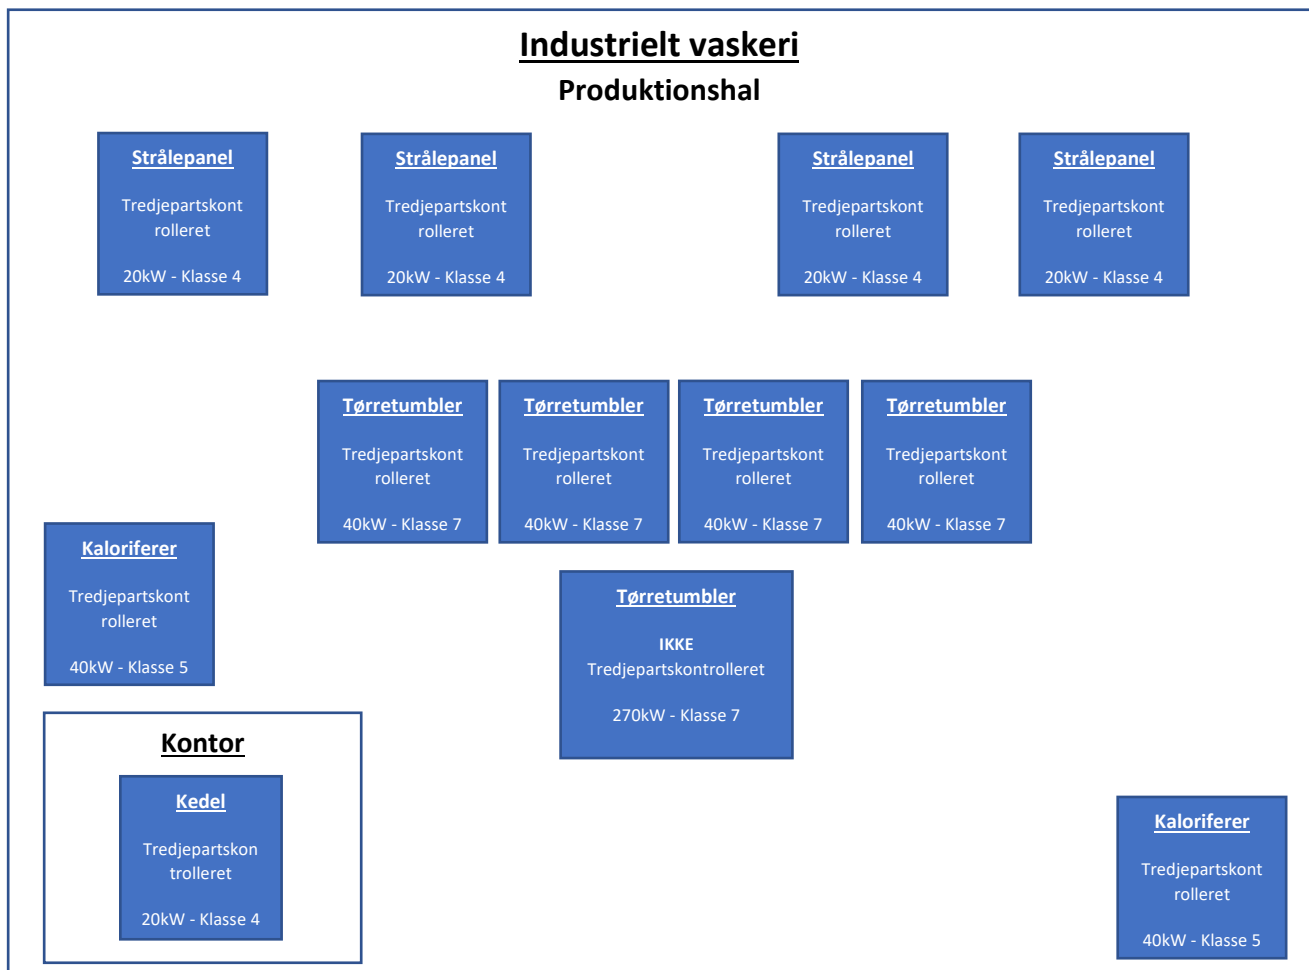 Industrielt vaskeri
Produktionshal
Strålepanel
Tredjepartskont
rolleret
20kW - Klasse 4
Strålepanel
Tredjepartskont
rolleret
20kW - Klasse 4
Strålepanel
Tredjepartskont
rolleret
20kW - Klasse 4
Strålepanel
Tredjepartskont
rolleret
20kW - Klasse 4
Tørretumbler
Tredjepartskont
rolleret
40kW - Klasse 7
Tørretumbler
Tredjepartskont
rolleret
40kW - Klasse 7
Tørretumbler
Tredjepartskont
rolleret
40kW - Klasse 7
Tørretumbler
Tredjepartskont
rolleret
40kW - Klasse 7
Kaloriferer
Tredjepartskont
rolleret
40kW - Klasse 5
Tørretumbler
IKKE
Tredjepartskontrolleret
270kW - Klasse 7
Kontor
Kedel
Tredjepartskon
trolleret
20kW - Klasse 4
Kaloriferer
Tredjepartskont
rolleret
40kW - Klasse 5